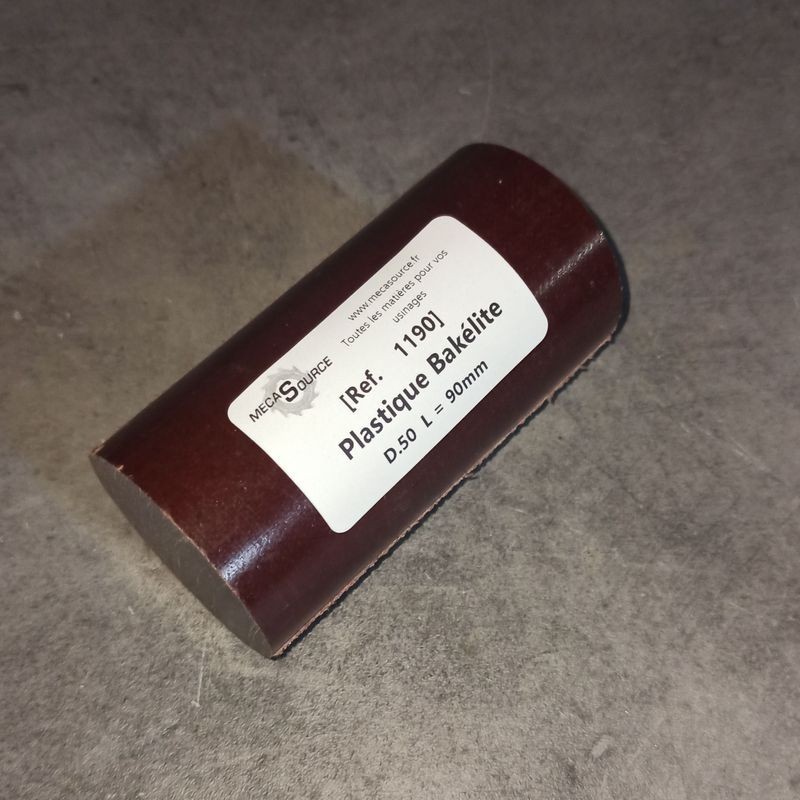 www.mecasource.fr
Toutes les matières pour vos
usinages
MECASOURCE
[Ref. 1190]
Plastique Bakélite
D.50 L = 90mm